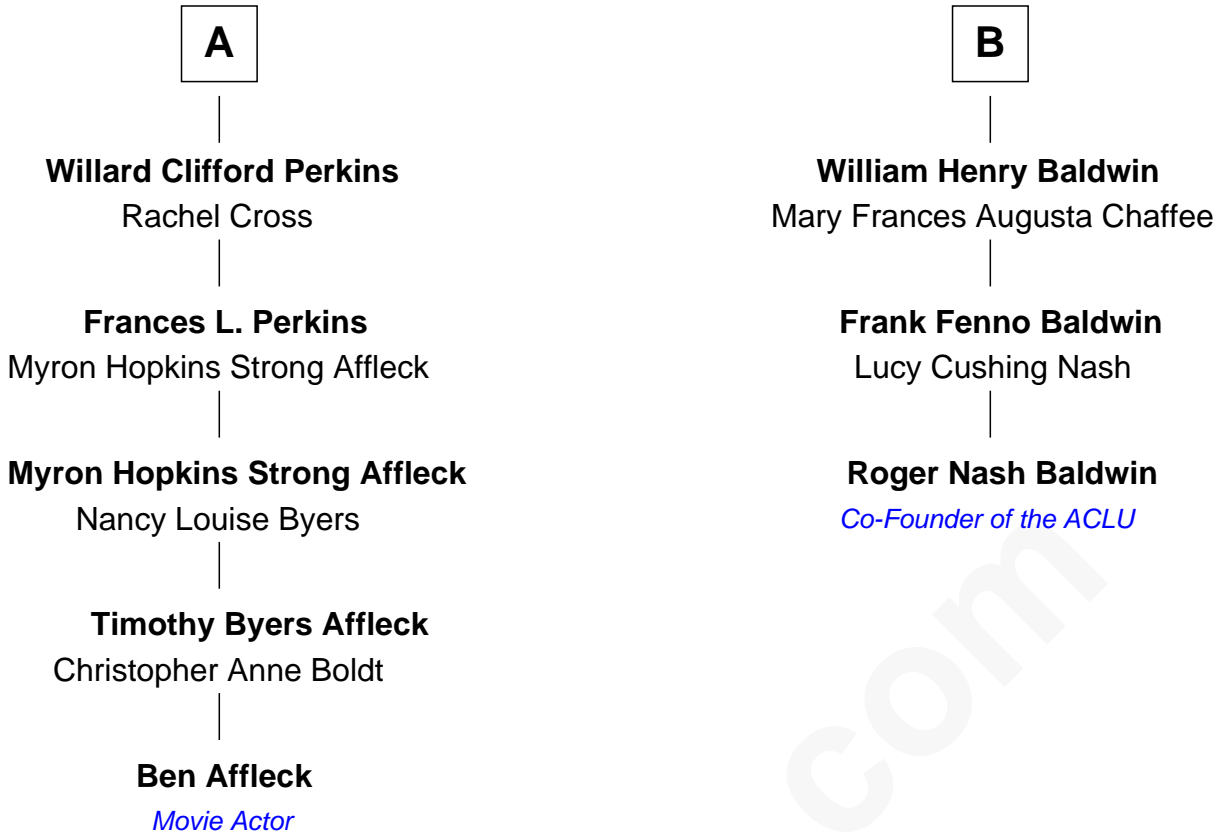 A
Willard Clifford Perkins
Rachel Cross
Frances L. Perkins
Myron Hopkins Strong Affleck
Myron Hopkins Strong Affleck
Nancy Louise Byers
Timothy Byers Affleck
Christopher Anne Boldt
Ben Affleck
Movie Actor
B
William Henry Baldwin
Mary Frances Augusta Chaffee
Frank Fenno Baldwin
Lucy Cushing Nash
Roger Nash Baldwin
Co-Founder of the ACLU
com